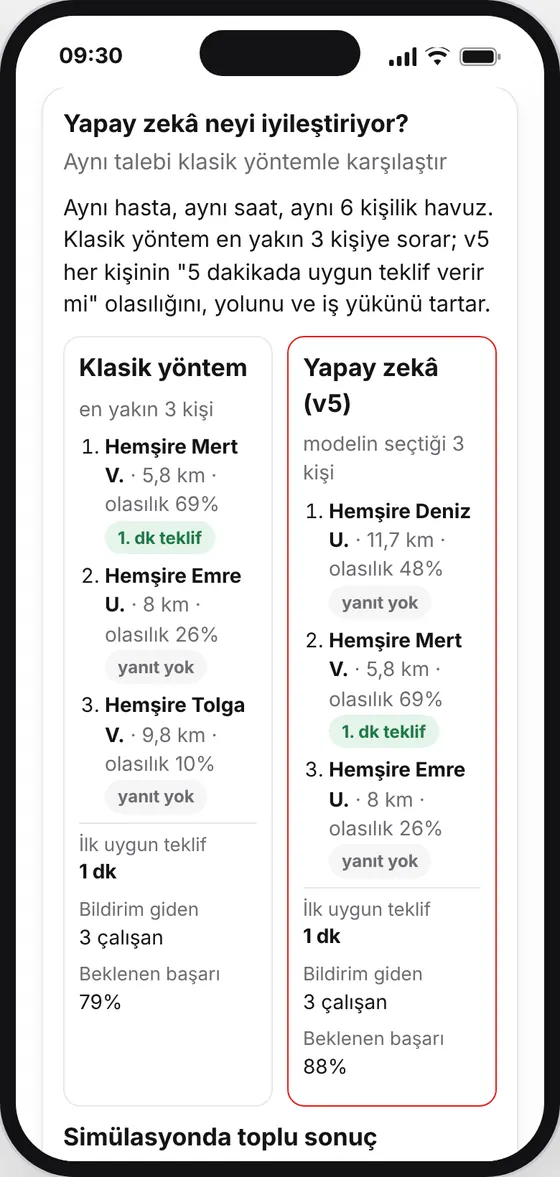 09:30
Yapay zekâ neyi iyileştiriyor?
Aynı talebi klasik yöntemle karşılaştır
Aynı hasta, aynı saat, aynı 6 kişilik havuz.
Klasik yöntem en yakın 3 kişiye sorar; v5
her kişinin "5 dakikada uygun teklif verir
mi" olasılığını, yolunu ve iş yükünü tartar.
Klasik yöntem
en yakın 3 kişi
1. Hemşire Mert
V. · 5,8 km ·
olasılık 69%
1. dk teklif
2. Hemşire Emre
U. · 8 km ·
olasılık 26%
yanıt yok
3. Hemşire Tolga
V. · 9,8 km ·
olasılık 10%
yanıt yok
İlk uygun teklif
1 dk
Bildirim giden
3 çalışan
Beklenen başarı
79%
Yapay zekâ
(v5)
modelin seçtiği 3
kişi
1. Hemşire Deniz
U. · 11,7 km ·
olasılık 48%
yanıt yok
2. Hemşire Mert
V. · 5,8 km ·
olasılık 69%
1. dk teklif
3. Hemşire Emre
U. · 8 km ·
olasılık 26%
yanıt yok
İlk uygun teklif
1 dk
Bildirim giden
3 çalışan
Beklenen başarı
88%
Simülasyonda toplu sonuç